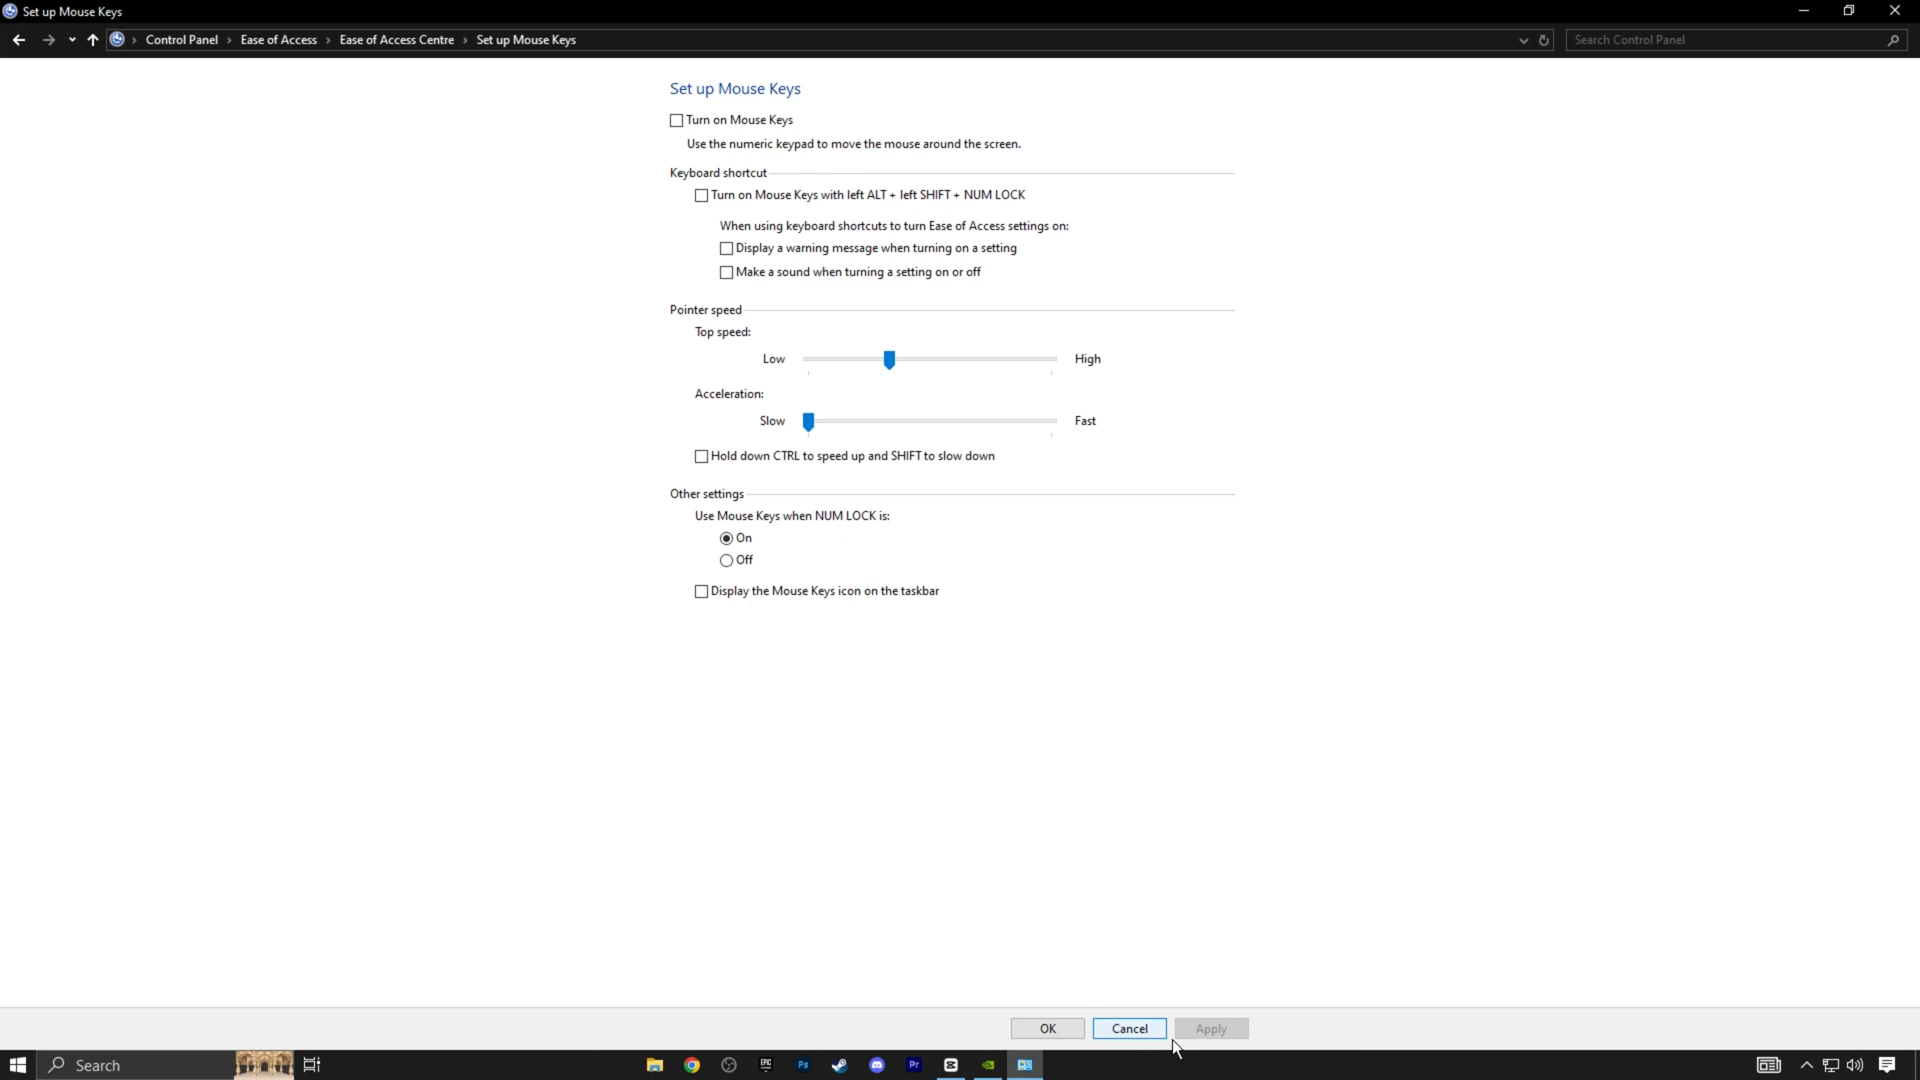 Set up Mouse Keys
Control Panel › Ease of Access › Ease of Access Centre › Set up Mouse Keys
Search Control Panel
Set up Mouse Keys
Turn on Mouse Keys
Use the numeric keypad to move the mouse around the screen.
Keyboard shortcut
Turn on Mouse Keys with left ALT + left SHIFT + NUM LOCK
When using keyboard shortcuts to turn Ease of Access settings on:
Display a warning message when turning on a setting
Make a sound when turning a setting on or off
Pointer speed
Top speed:
Low High
Acceleration:
Slow Fast
Hold down CTRL to speed up and SHIFT to slow down
Other settings
Use Mouse Keys when NUM LOCK is:
On
Off
Display the Mouse Keys icon on the taskbar
OK Cancel Apply
Search EPIC Ps Pr